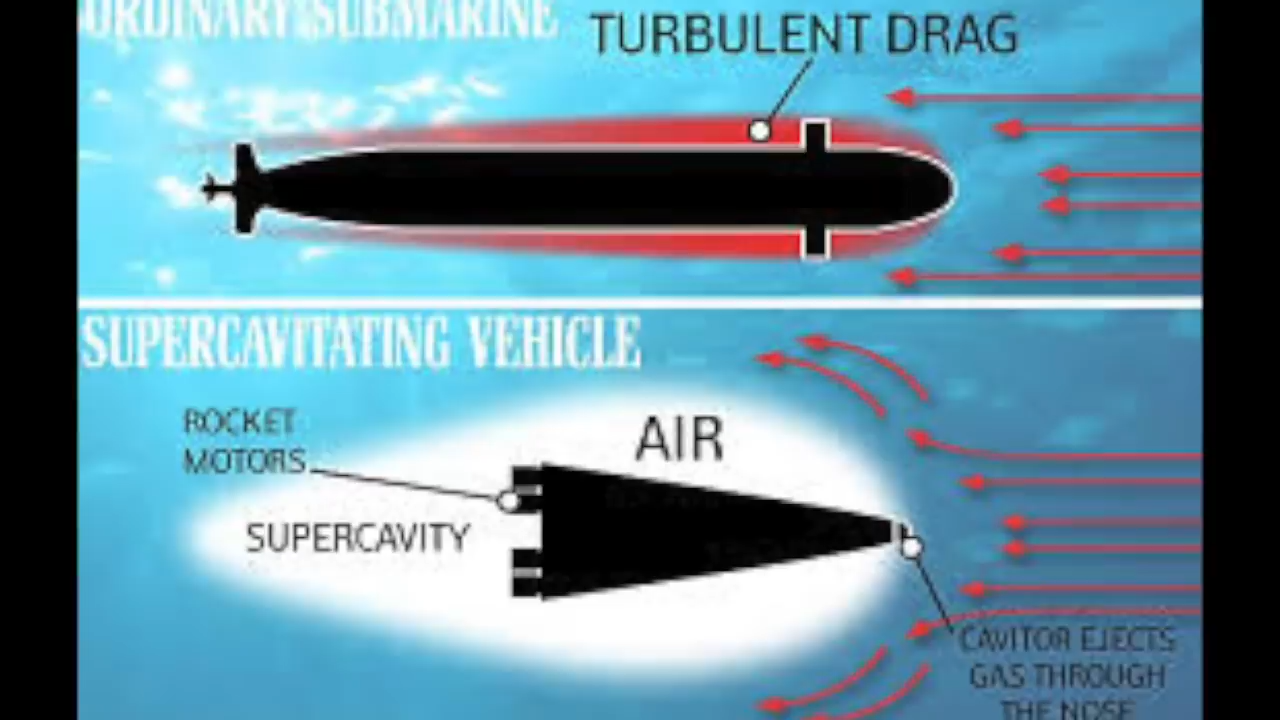 ORDINARY SUBMARINE
TURBULENT DRAG
SUPERCAVITATING VEHICLE
ROCKET
MOTORS
AIR
SUPERCAVITY
CAVITOR EJECTS
GAS THROUGH
THE NOSE